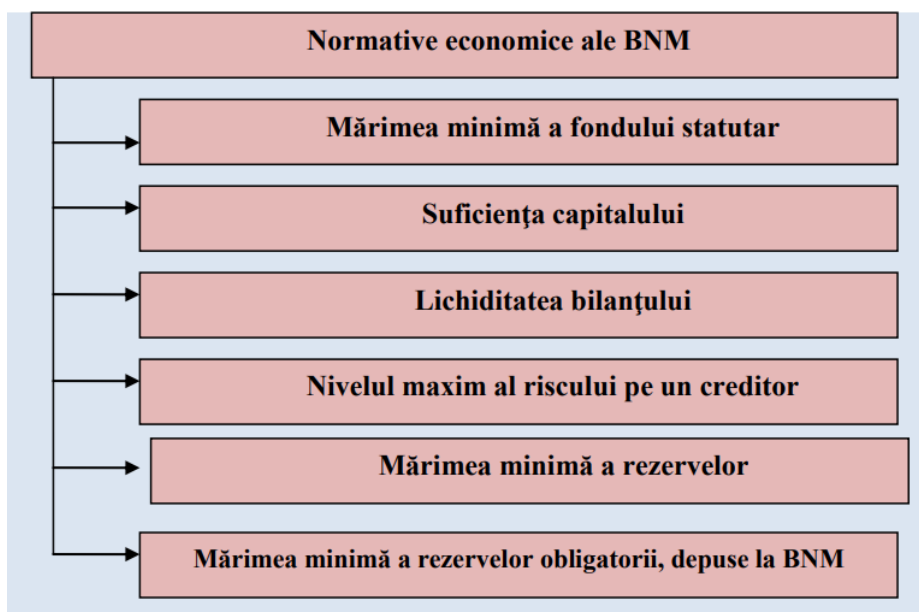 Normative economice ale BNM
Mărimea minimă a fondului statutar
Suficienţa capitalului
Lichiditatea bilanţului
Nivelul maxim al riscului pe un creditor
Mărimea minimă a rezervelor
Mărimea minimă a rezervelor obligatorii, depuse la BNM